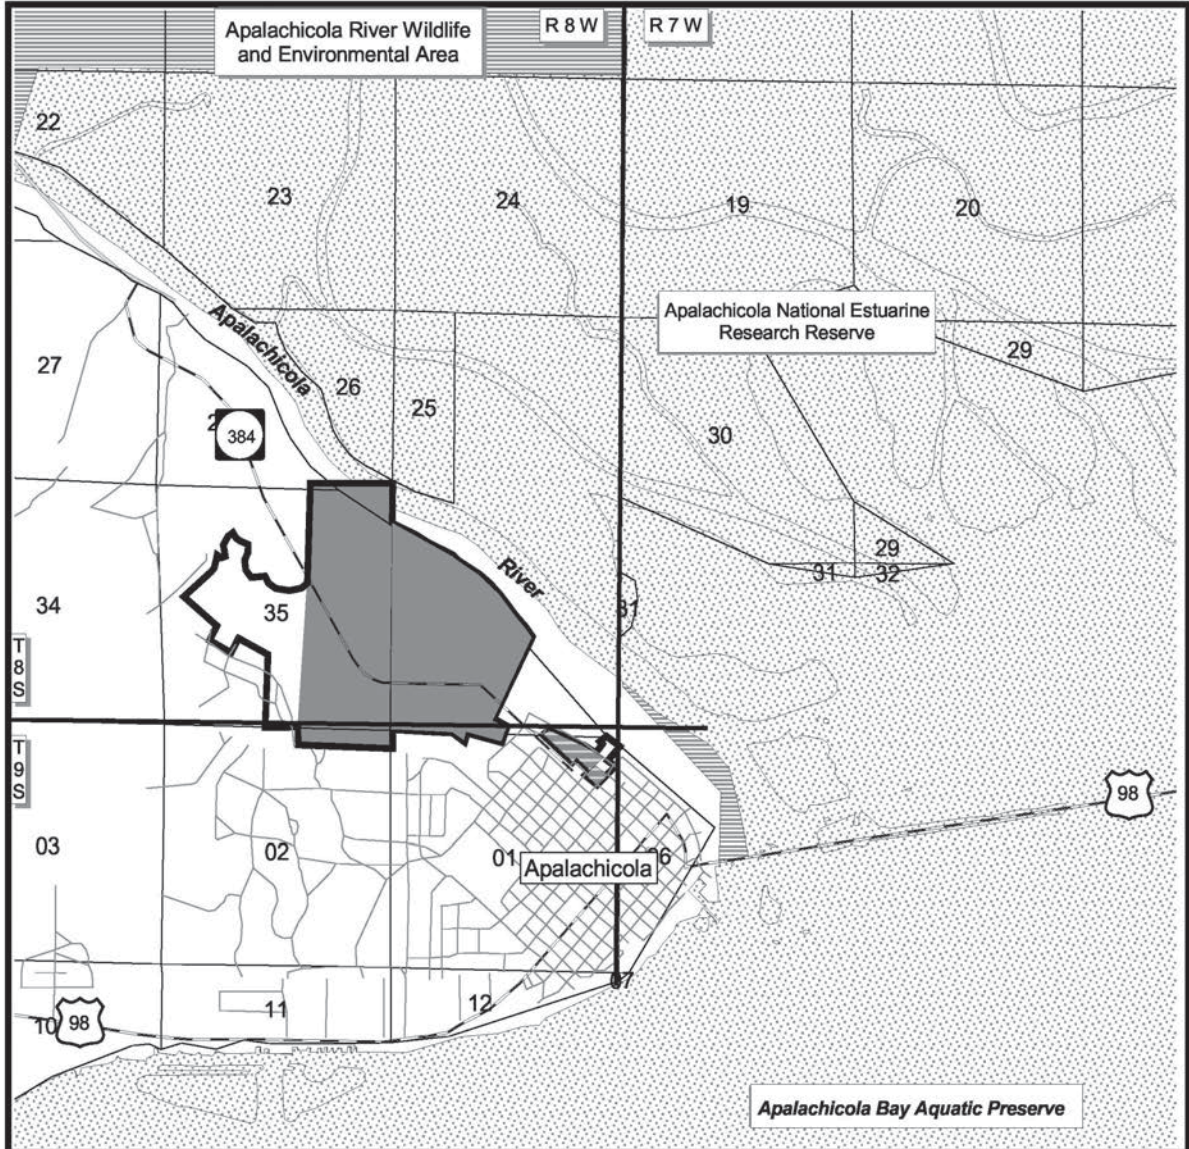 Apalachicola River Wildlife
and Environmental Area
R 8 W
R 7 W
22
23
24
19
20
Apalachicola National Estuarine
Research Reserve
29
Apalachicola
27
26
25
30
384
29
31
32
River
34
35
31
T
8
S
T
9
S
98
03
02
01
06
Apalachicola
11
12
07
10
98
Apalachicola Bay Aquatic Preserve